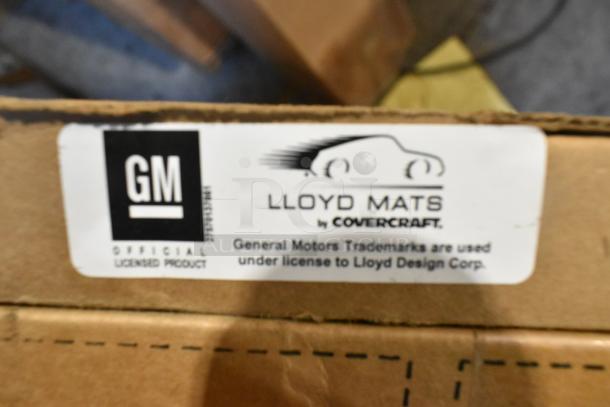 GM
OFFICIAL
LICENSED PRODUCT
LLOYD MATS
by COVERCRAFT.
General Motors Trademarks are used
under license to Lloyd Design Corp.
PCI